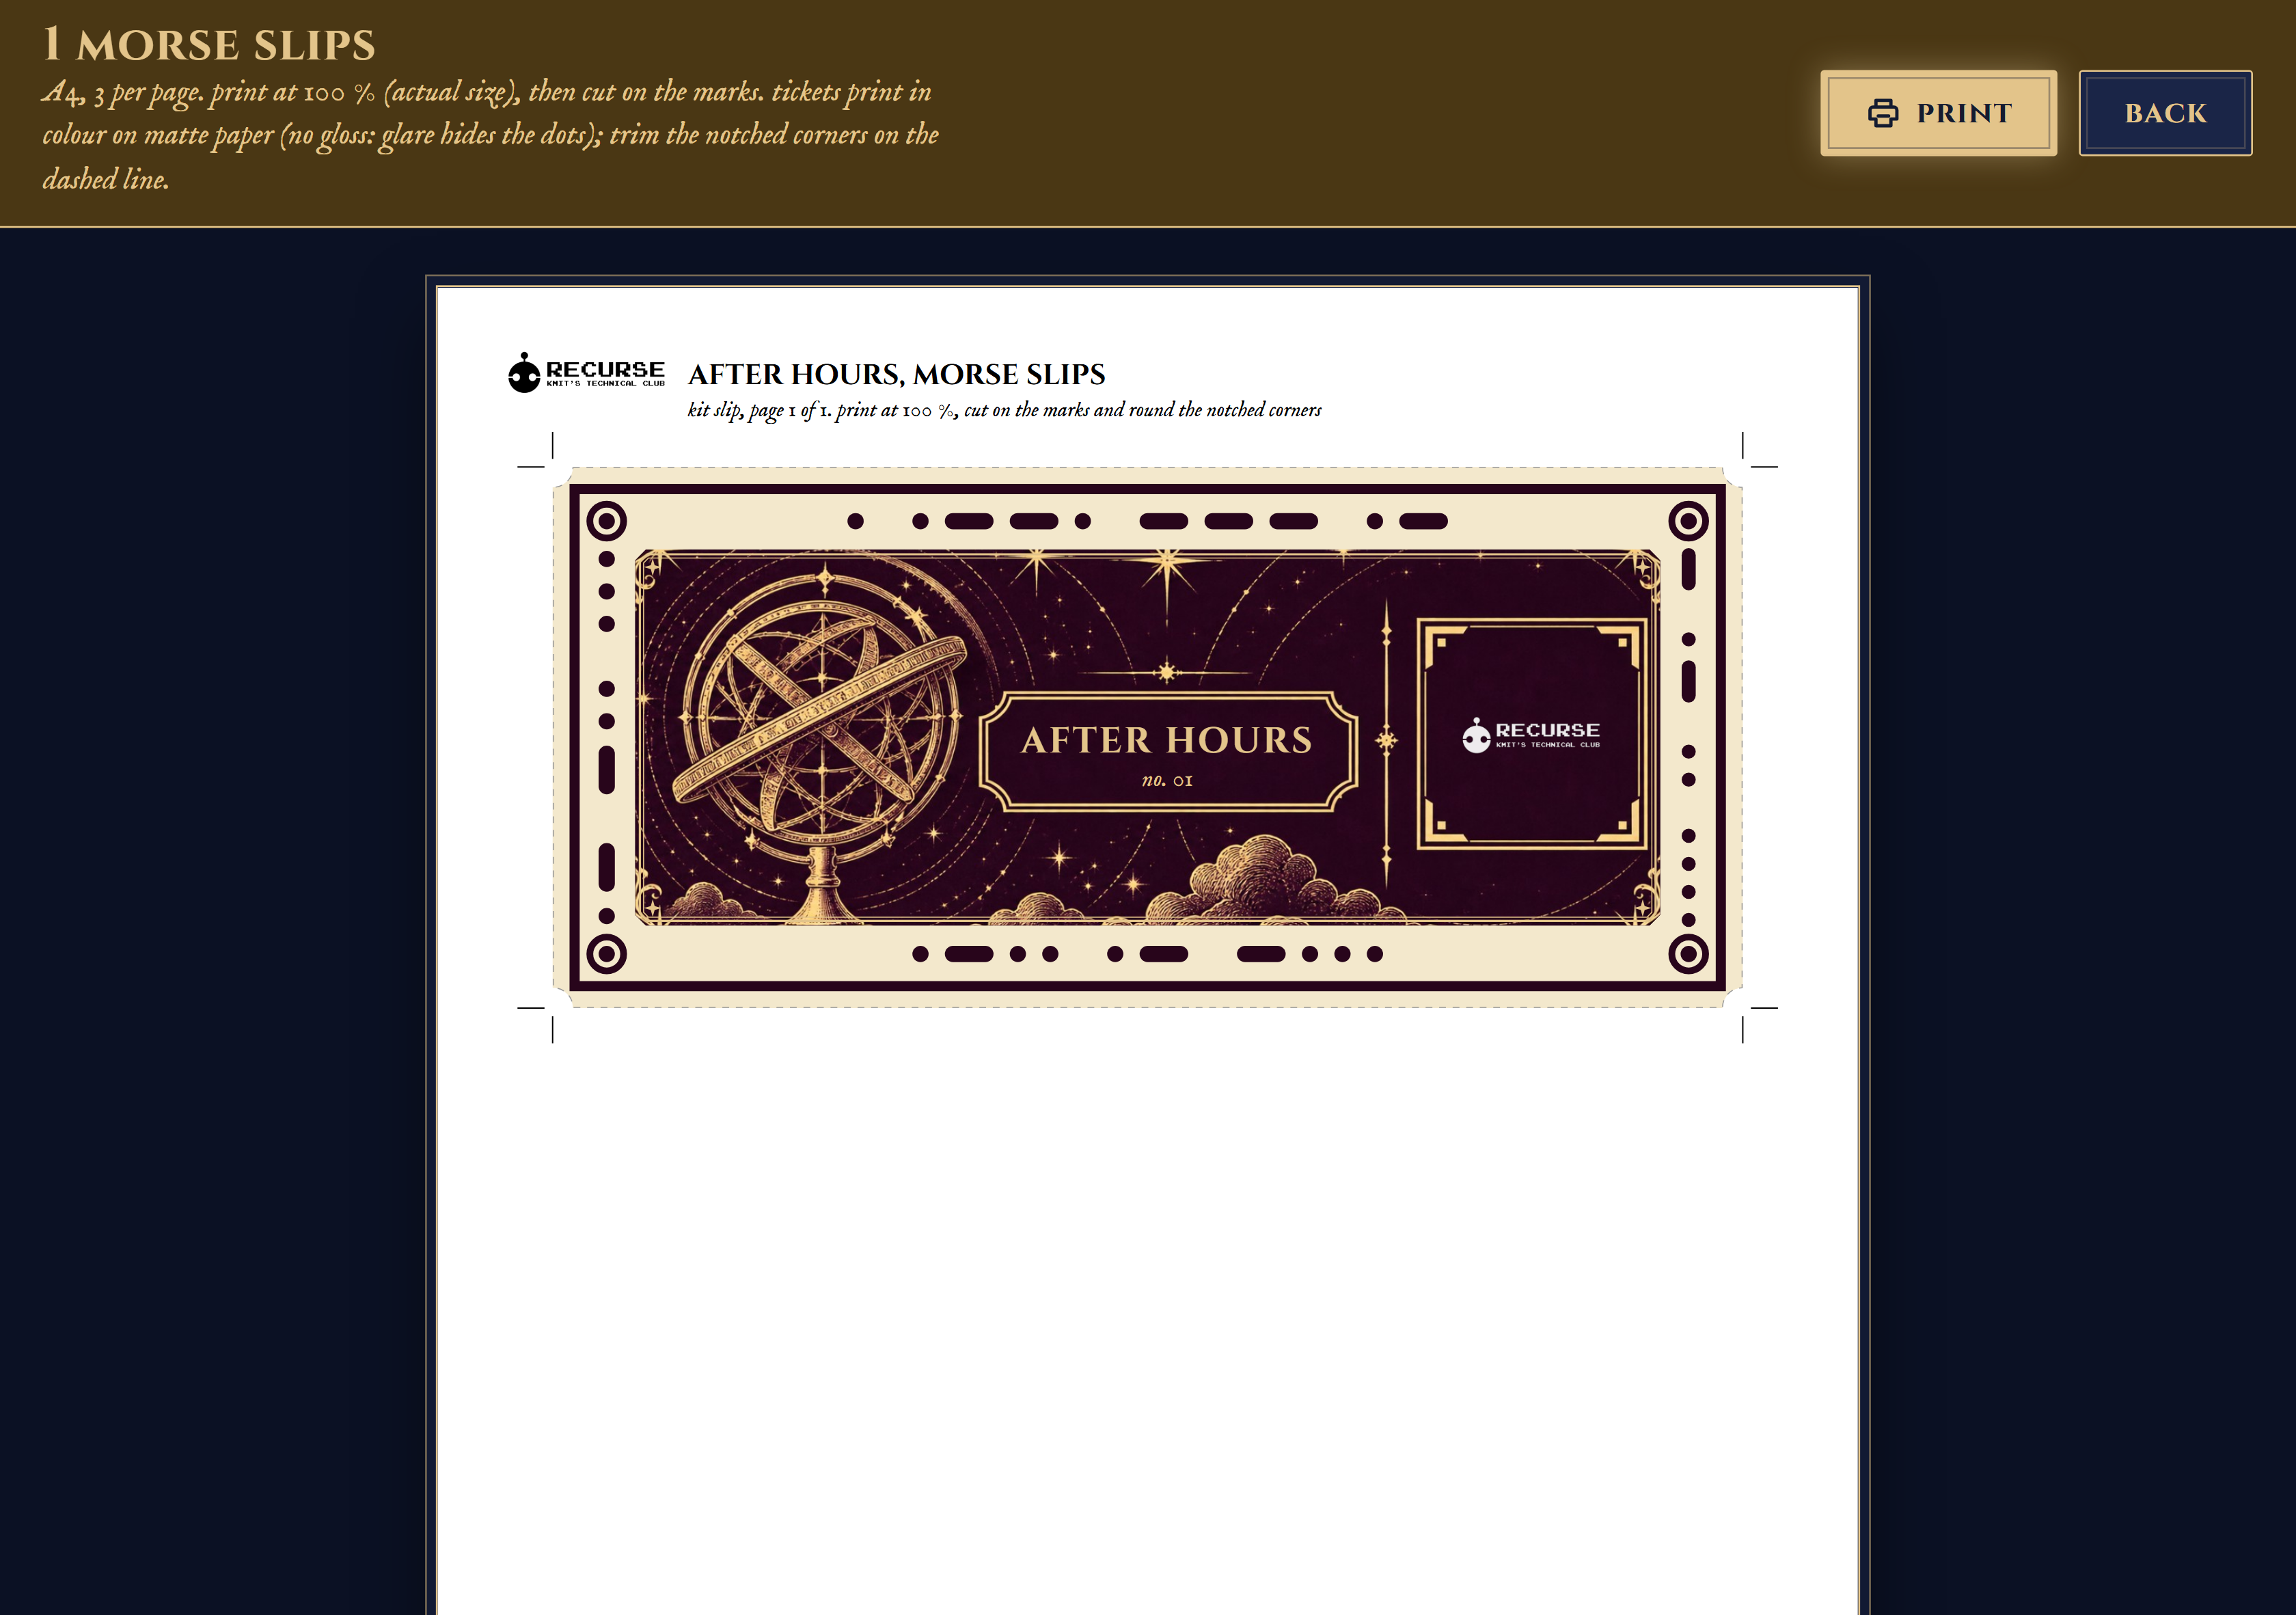 1 MORSE SLIPS
A4, 3 per page. print at 100 % (actual size), then cut on the marks. tickets print in
colour on matte paper (no gloss: glare hides the dots); trim the notched corners on the
dashed line.
PRINT
BACK
RECURSE
KMIT'S TECHNICAL CLUB
AFTER HOURS, MORSE SLIPS
kit slip, page 1 of 1. print at 100 %, cut on the marks and round the notched corners
AFTER HOURS
no. 01
RECURSE
KMIT'S TECHNICAL CLUB